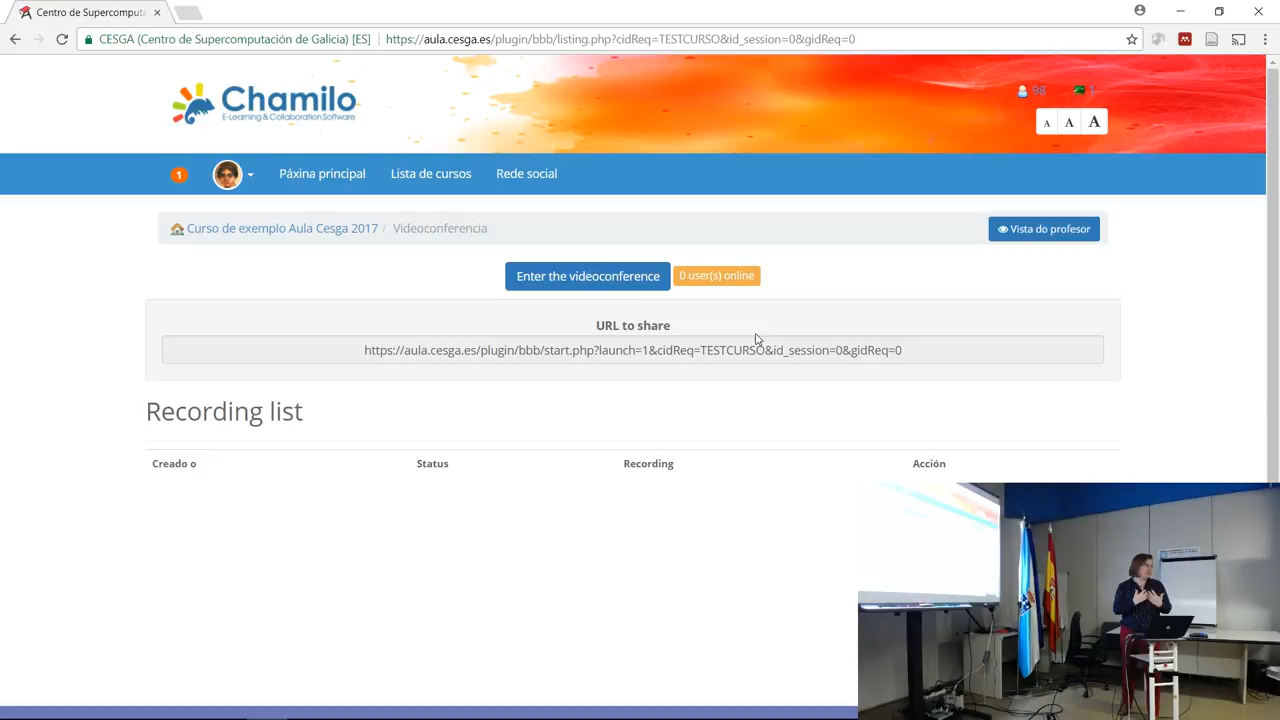 Centro de Supercomputa
CESGA (Centro de Supercomputación de Galicia) [ES]
https://aula.cesga.es/plugin/bbb/listing.php?cidReq=TESTCURSO&id_session=0&gidReq=0
Chamilo
E-Learning & Collaboration Software
98
1
A A A
1
Páxina principal
Lista de cursos
Rede social
Curso de exemplo Aula Cesga 2017 / Videoconferencia
Vista do profesor
Enter the videoconference
0 user(s) online
URL to share
https://aula.cesga.es/plugin/bbb/start.php?launch=1&cidReq=TESTCURSO&id_session=0&gidReq=0
Recording list
Creado o
Status
Recording
Acción